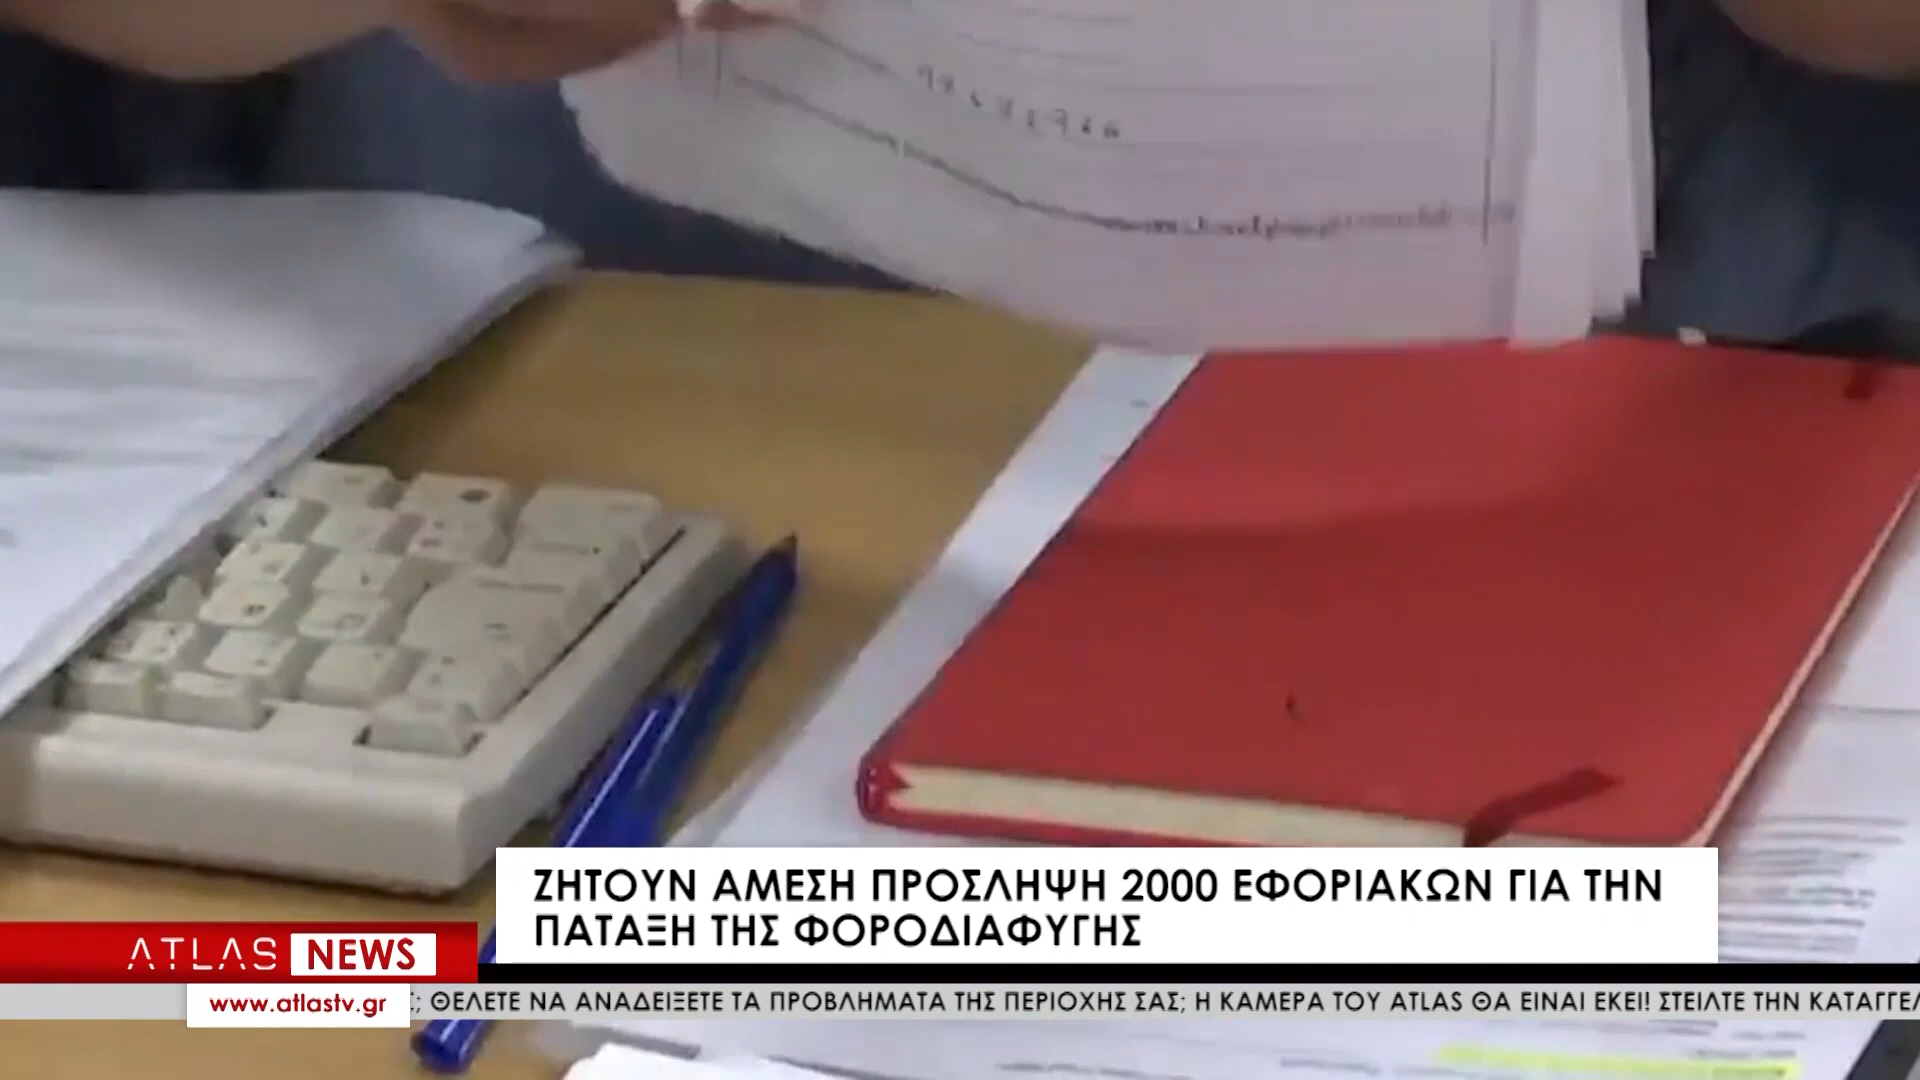 ΖΗΤΟΥΝ ΑΜΕΣΗ ΠΡΟΣΛΗΨΗ 2000 ΕΦΟΡΙΑΚΩΝ ΓΙΑ ΤΗΝ
ΠΑΤΑΞΗ ΤΗΣ ΦΟΡΟΔΙΑΦΥΓΗΣ
ATLAS NEWS
www.atlastv.gr
; ΘΕΛΕΤΕ ΝΑ ΑΝΑΔΕΙΞΕΤΕ ΤΑ ΠΡΟΒΛΗΜΑΤΑ ΤΗΣ ΠΕΡΙΟΧΗΣ ΣΑΣ; Η ΚΑΜΕΡΑ ΤΟΥ ATLAS ΘΑ ΕΙΝΑΙ ΕΚΕΙ! ΣΤΕΙΛΤΕ ΤΗΝ ΚΑΤΑΓΓΕΛ